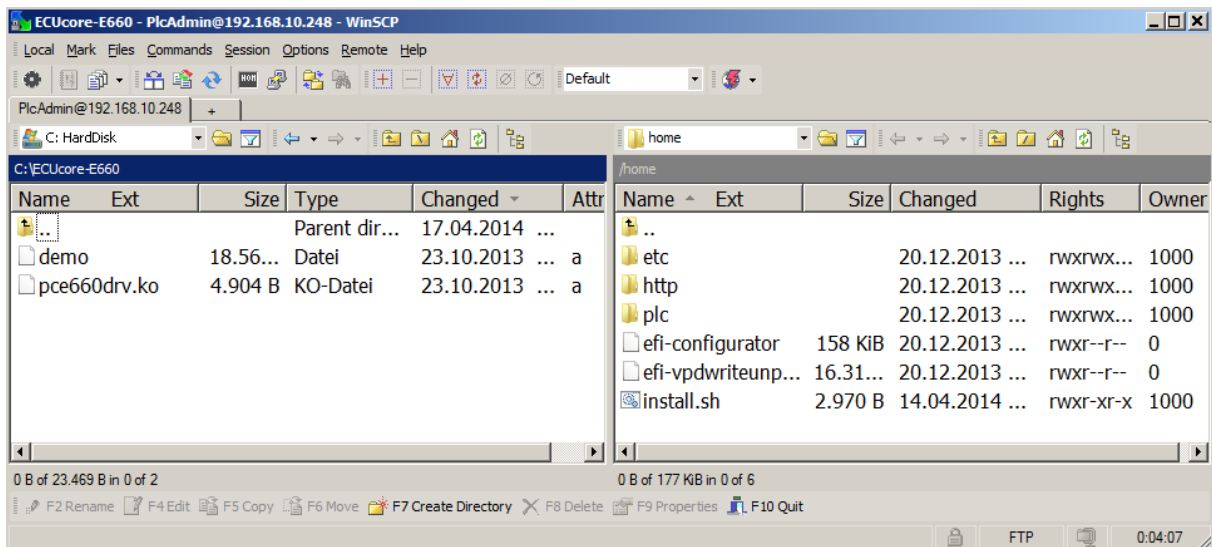 ECUcore-E660 - PlcAdmin@192.168.10.248 - WinSCP
Local Mark Files Commands Session Options Remote Help
Default
PlcAdmin@192.168.10.248 +
C: HardDisk
C:\ECUcore-E660
Name Ext Size Type Changed Attr
.. Parent dir... 17.04.2014 ...
demo 18.56... Datei 23.10.2013 ... a
pce660drv.ko 4.904 B KO-Datei 23.10.2013 ... a
0 B of 23.469 B in 0 of 2
home
/home
Name Ext Size Changed Rights Owner
..
etc 20.12.2013 ... rwxrwx... 1000
http 20.12.2013 ... rwxrwx... 1000
plc 20.12.2013 ... rwxrwx... 1000
efi-configurator 158 KiB 20.12.2013 ... rwxr--r-- 0
efi-vpdwriteunp... 16.31... 20.12.2013 ... rwxr--r-- 0
install.sh 2.970 B 14.04.2014 ... rwxr-xr-x 1000
0 B of 177 KiB in 0 of 6
F2 Rename F4 Edit F5 Copy F6 Move F7 Create Directory F8 Delete F9 Properties F10 Quit
FTP 0:04:07